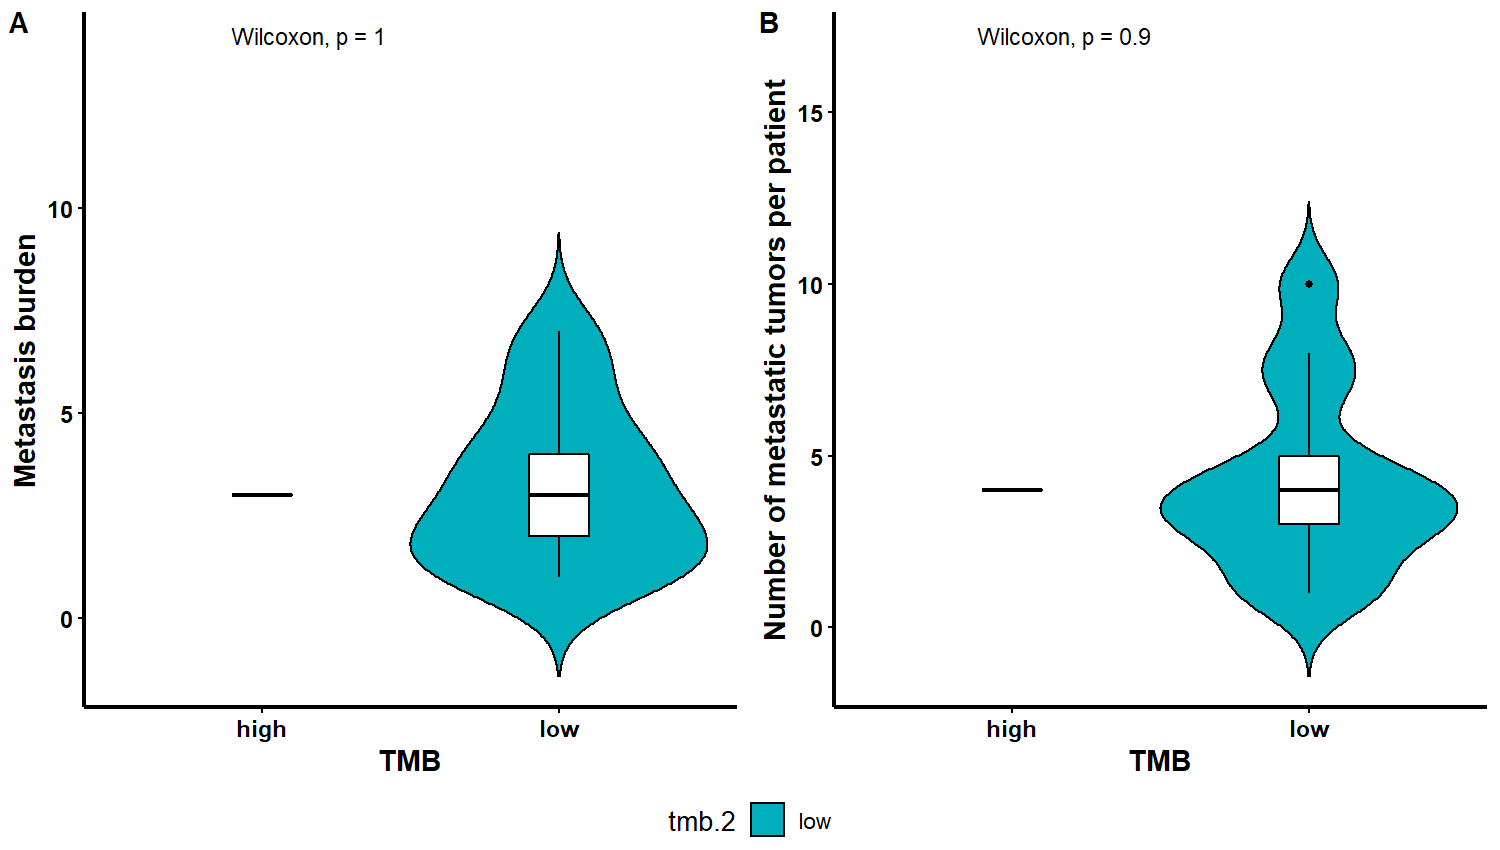 A
Wilcoxon, p = 1
Metastasis burden
10
5
0
high
low
TMB
B
Wilcoxon, p = 0.9
Number of metastatic tumors per patient
15
10
5
0
high
low
TMB
tmb.2
low